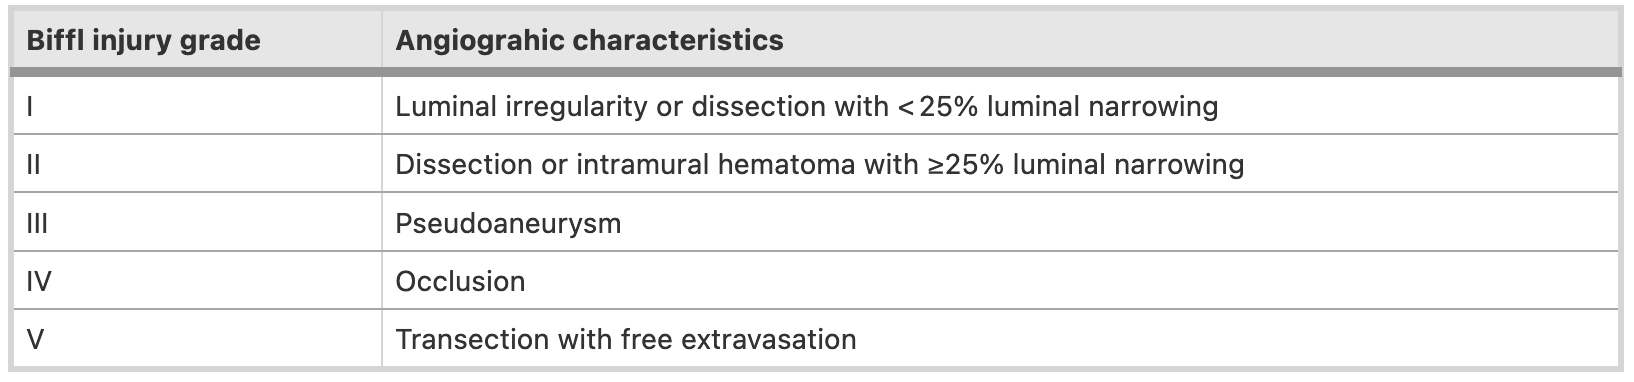 Biffl injury grade Angiograhic characteristics
I Luminal irregularity or dissection with <25% luminal narrowing
II Dissection or intramural hematoma with ≥25% luminal narrowing
III Pseudoaneurysm
IV Occlusion
V Transection with free extravasation